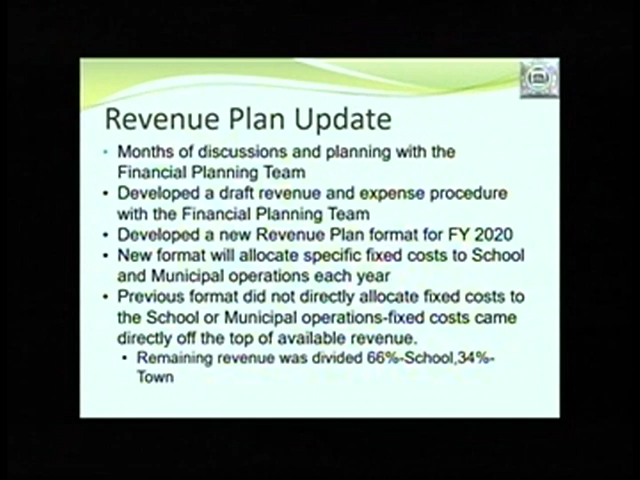 Revenue Plan Update
• Months of discussions and planning with the
Financial Planning Team
• Developed a draft revenue and expense procedure
with the Financial Planning Team
• Developed a new Revenue Plan format for FY 2020
• New format will allocate specific fixed costs to School
and Municipal operations each year
• Previous format did not directly allocate fixed costs to
the School or Municipal operations-fixed costs came
directly off the top of available revenue.
• Remaining revenue was divided 66%-School,34%-
Town